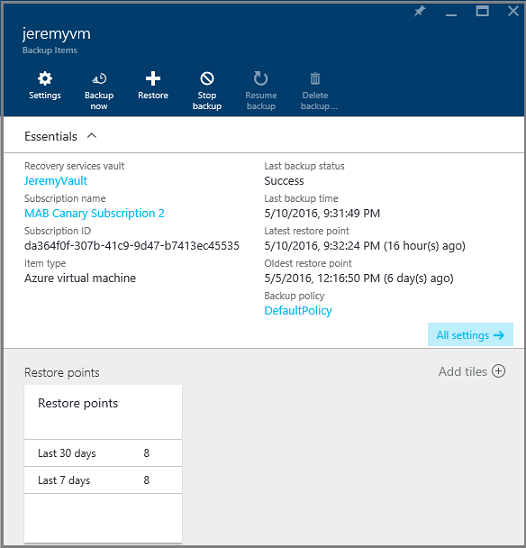 jeremyvm
Backup Items
Settings
Backup now
Restore
Stop backup
Resume backup
Delete backup ...
Essentials
Recovery services vault
JeremyVault
Subscription name
MAB Canary Subscription 2
Subscription ID
da364f0f-307b-41c9-9d47-b7413ec45535
Item type
Azure virtual machine
Last backup status
Success
Last backup time
5/10/2016, 9:31:49 PM
Latest restore point
5/10/2016, 9:32:24 PM (16 hour(s) ago)
Oldest restore point
5/5/2016, 12:16:50 PM (6 day(s) ago)
Backup policy
DefaultPolicy
All settings
Restore points
Add tiles
Restore points
Last 30 days 8
Last 7 days 8